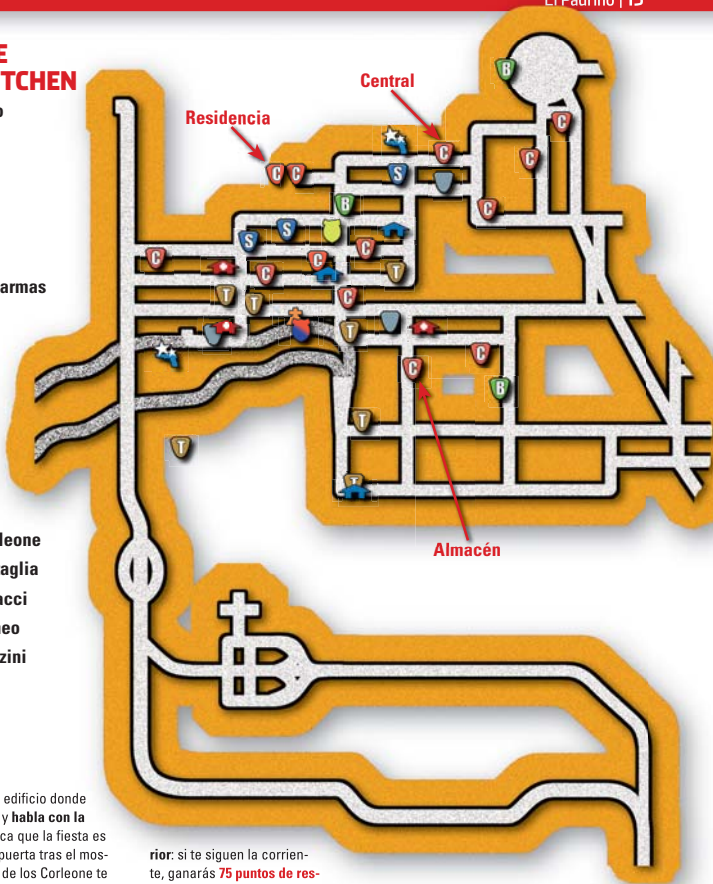 El Padrino | 13
E
TCHEN
o
Central
Residencia
armas
leone
aglia
acci
neo
zini
Almacén
edificio donde
y habla con la
ca que la fiesta es
puerta tras el mos-
de los Corleone te
rior: si te siguen la corrien-
te, ganarás 75 puntos de res-
B
C
C
C
C
C
S
C
B
C
S
S
C
C
C
C
T
T
T
C
T
C
C
B
T
T
T